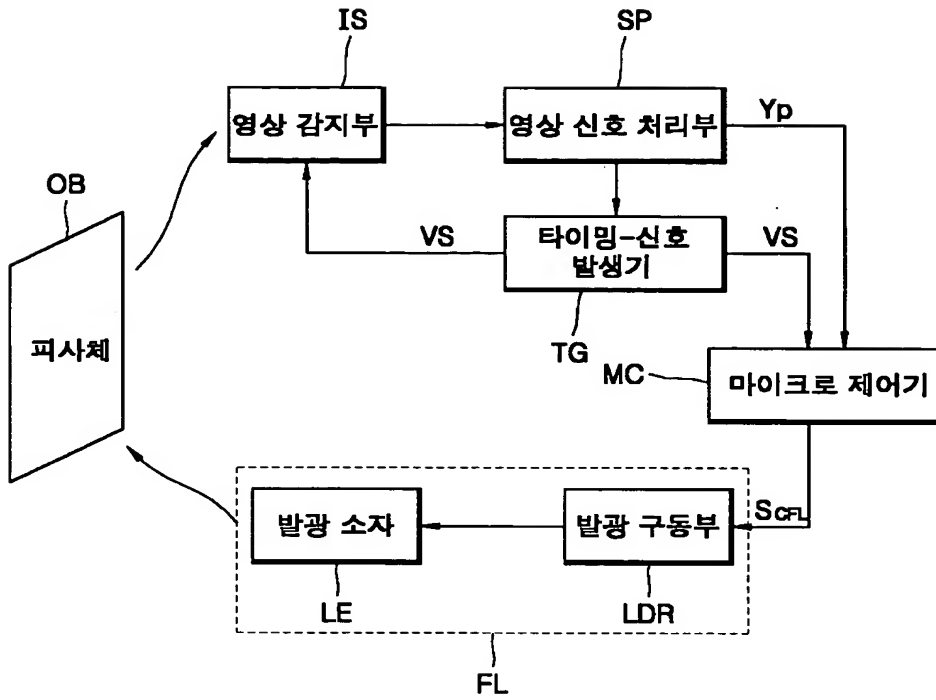 IS
SP
영상 감지부
영상 신호 처리부
Yp
OB
VS
타이밍-신호
발생기
VS
피사체
TG
MC
마이크로 제어기
SCFL
발광 소자
발광 구동부
LE
LDR
FL